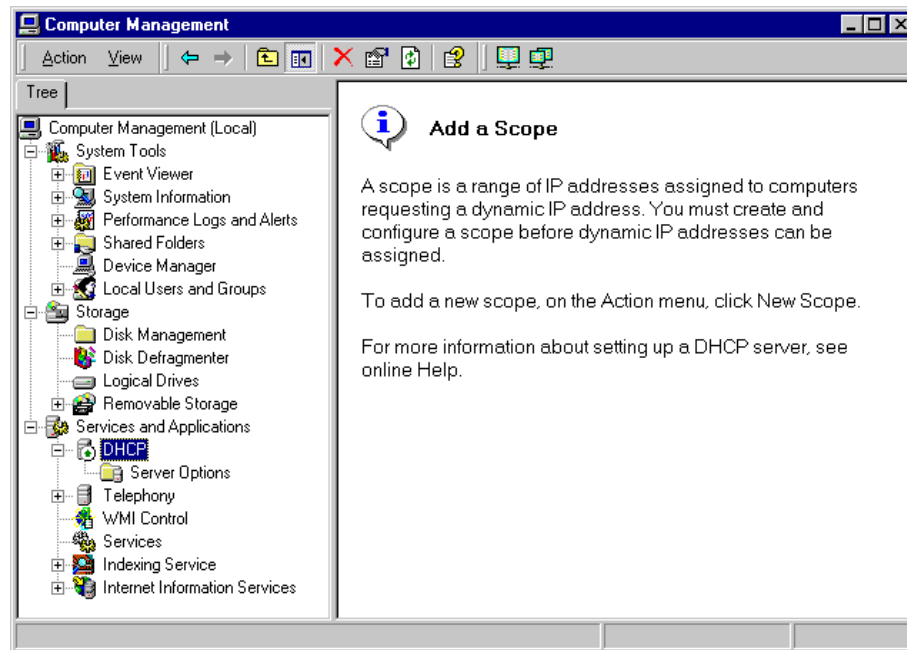 Computer Management
Action View
Tree
Computer Management (Local)
System Tools
Event Viewer
System Information
Performance Logs and Alerts
Shared Folders
Device Manager
Local Users and Groups
Storage
Disk Management
Disk Defragmenter
Logical Drives
Removable Storage
Services and Applications
DHCP
Server Options
Telephony
WMI Control
Services
Indexing Service
Internet Information Services
Add a Scope
A scope is a range of IP addresses assigned to computers
requesting a dynamic IP address. You must create and
configure a scope before dynamic IP addresses can be
assigned.
To add a new scope, on the Action menu, click New Scope.
For more information about setting up a DHCP server, see
online Help.